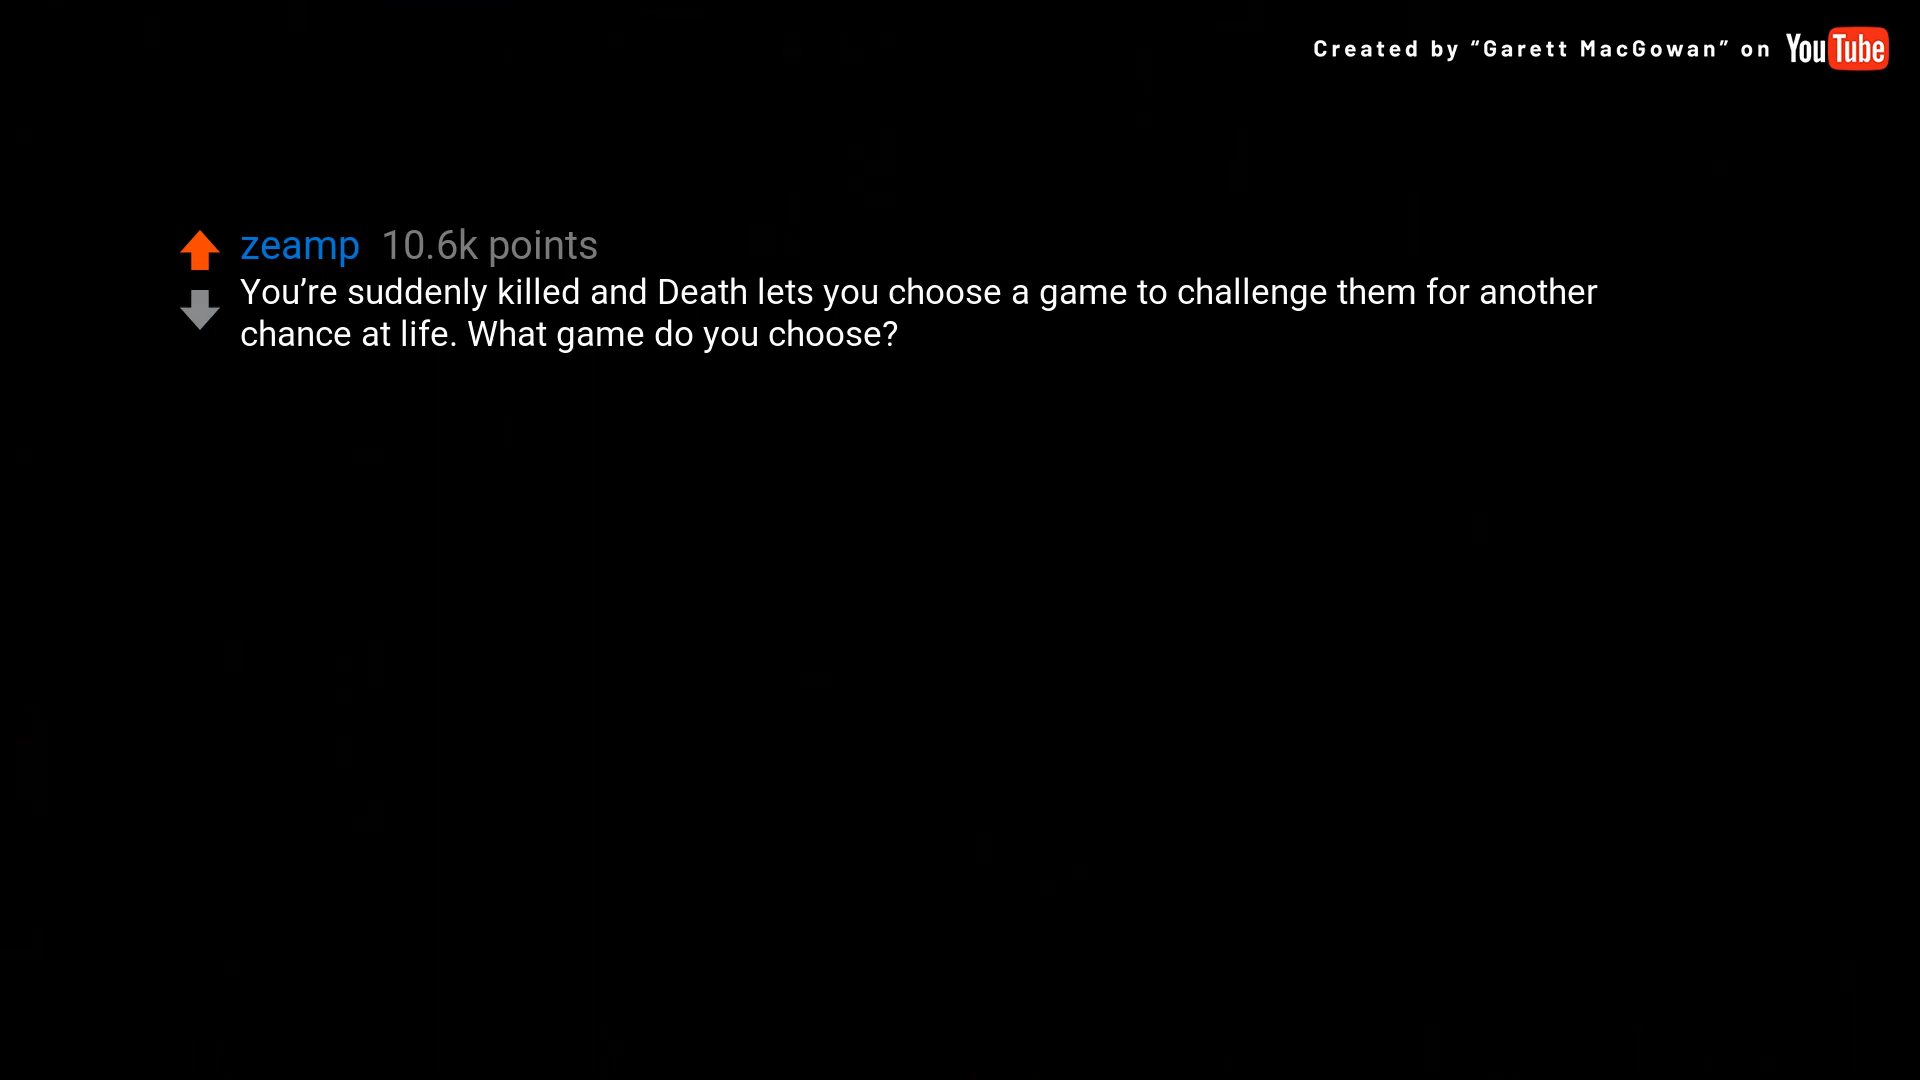 Created by “Garett MacGowan” on YouTube
zeamp 10.6k points
You’re suddenly killed and Death lets you choose a game to challenge them for another
chance at life. What game do you choose?